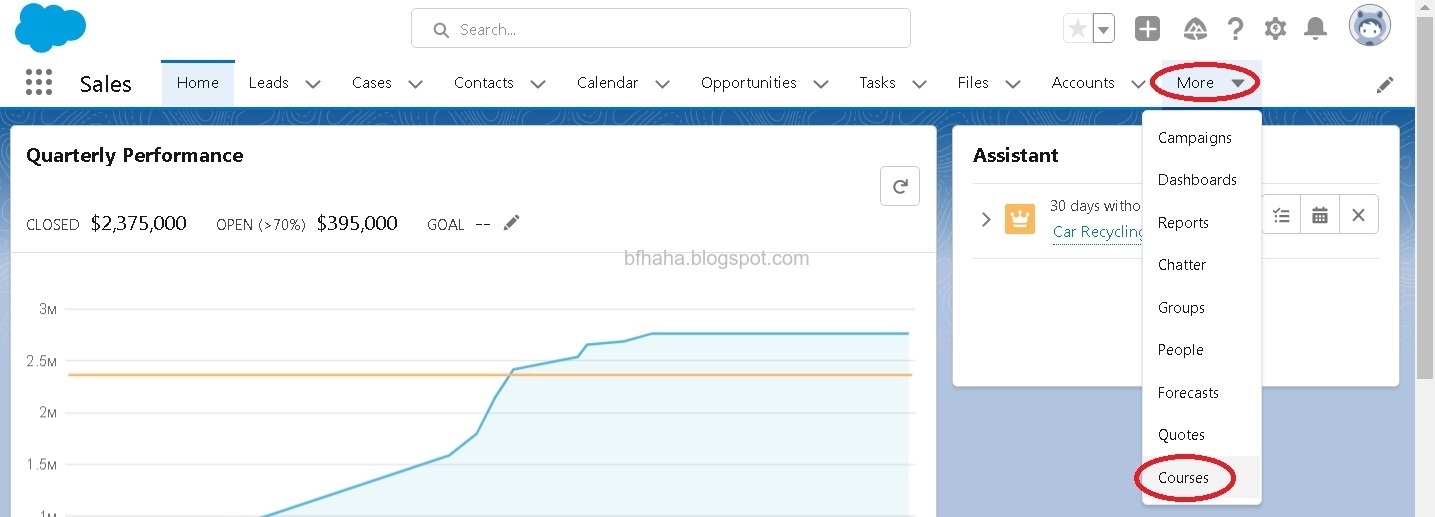 Search...
Sales Home Leads Cases Contacts Calendar Opportunities Tasks Files Accounts More
Quarterly Performance
CLOSED $2,375,000 OPEN (>70%) $395,000 GOAL --
bfhaha.blogspot.com
3M
2.5M
2M
1.5M
1M
Assistant
30 days witho
Car Recycling
Campaigns
Dashboards
Reports
Chatter
Groups
People
Forecasts
Quotes
Courses